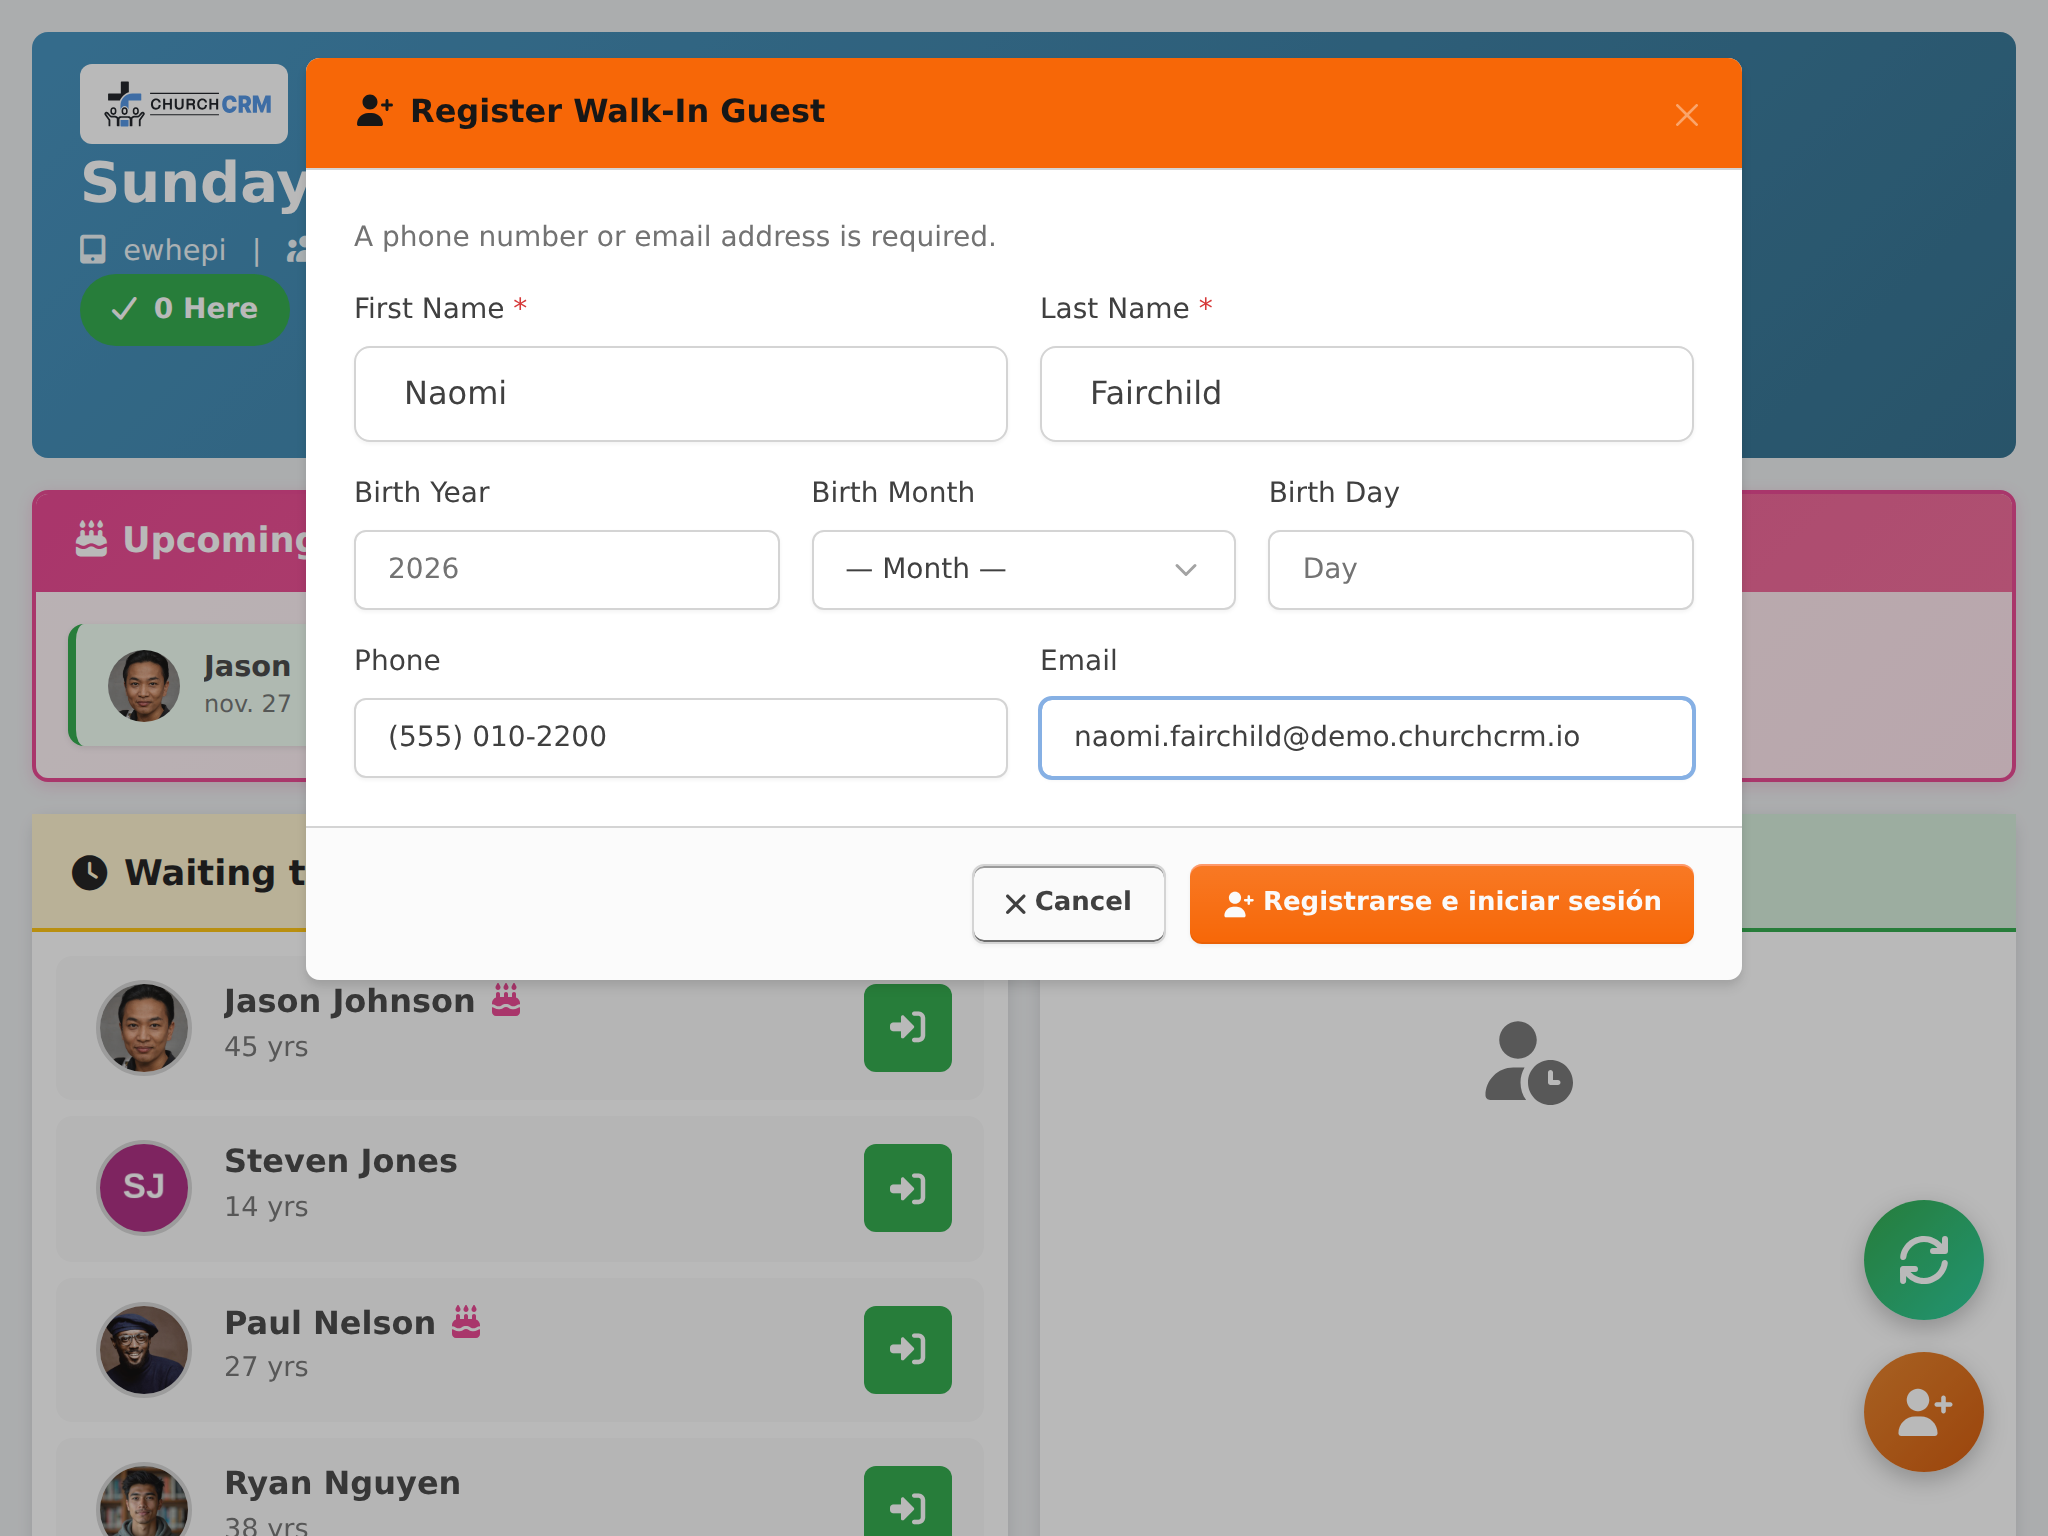 CHURCHCRM
Sunday
ewhepi |
0 Here
Register Walk-In Guest
A phone number or email address is required.
First Name *
Last Name *
Naomi
Fairchild
Birth Year
Birth Month
Birth Day
2026
— Month —
Day
Phone
Email
(555) 010-2200
naomi.fairchild@demo.churchcrm.io
Cancel
Registrarse e iniciar sesión
Upcoming
Jason
nov. 27
Waiting t
Jason Johnson
45 yrs
SJ
Steven Jones
14 yrs
Paul Nelson
27 yrs
Ryan Nguyen
38 yrs